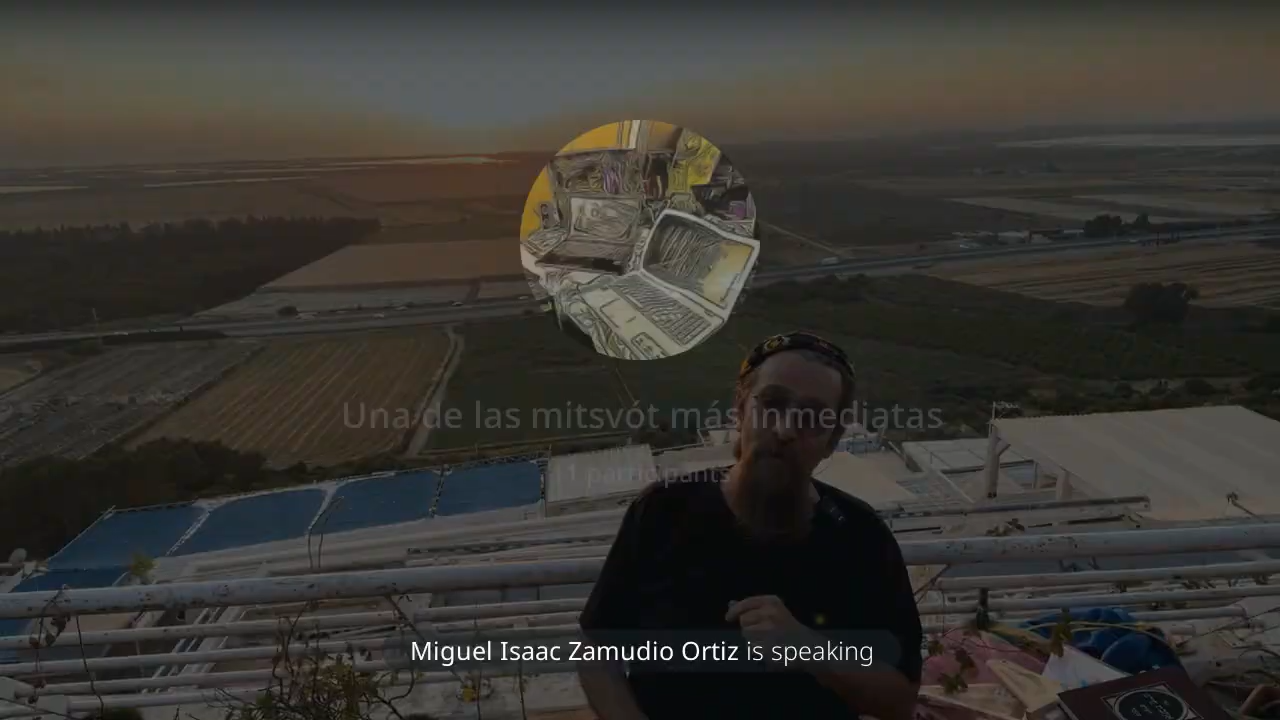 Una de las mitsvót más inmediatas
1 participants
Miguel Isaac Zamudio Ortiz is speaking